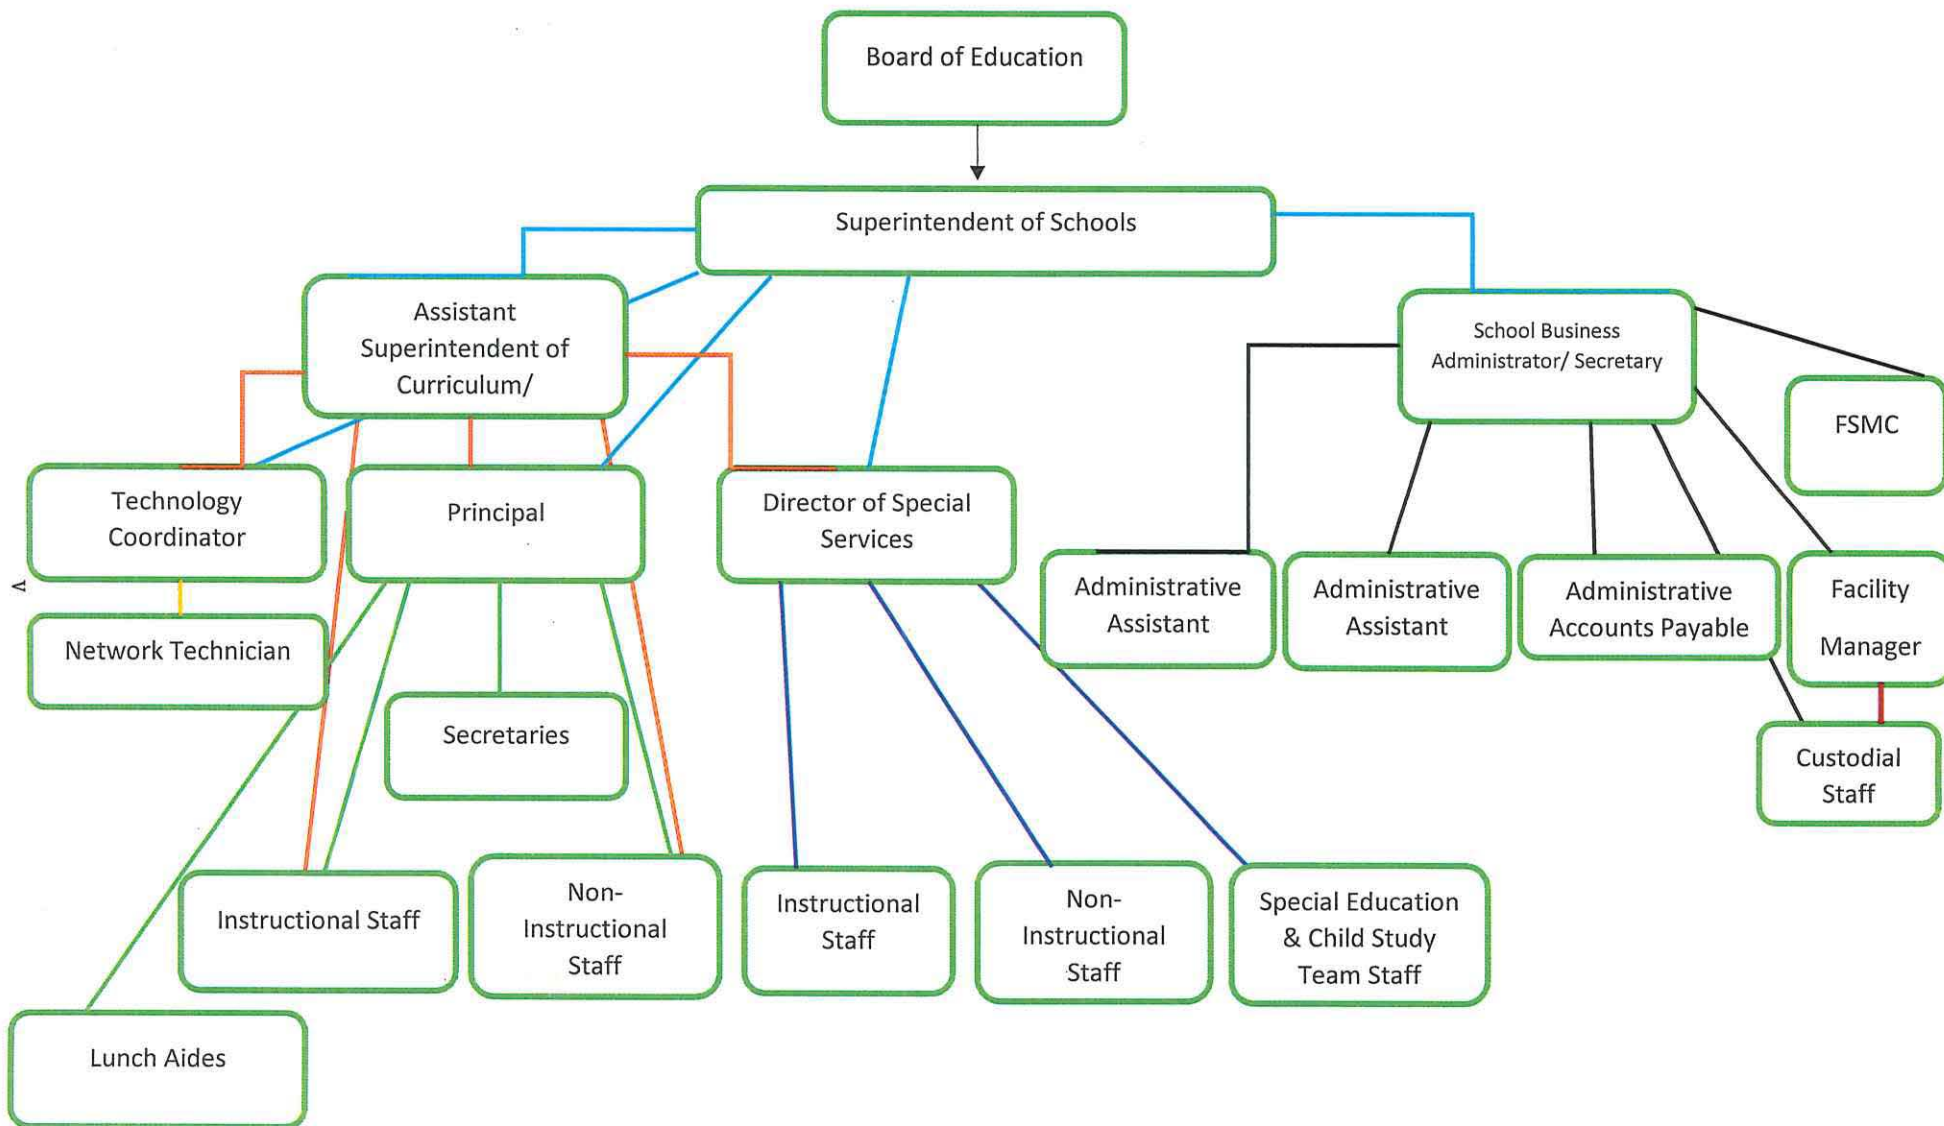 Board of Education
Superintendent of Schools
Assistant
Superintendent of
Curriculum/
School Business
Administrator/ Secretary
FSMC
Technology
Coordinator
Principal
Director of Special
Services
Administrative
Assistant
Administrative
Assistant
Administrative
Accounts Payable
Facility
Manager
Network Technician
Secretaries
Custodial
Staff
Instructional Staff
Non-
Instructional
Staff
Instructional
Staff
Non-
Instructional
Staff
Special Education
& Child Study
Team Staff
Lunch Aides